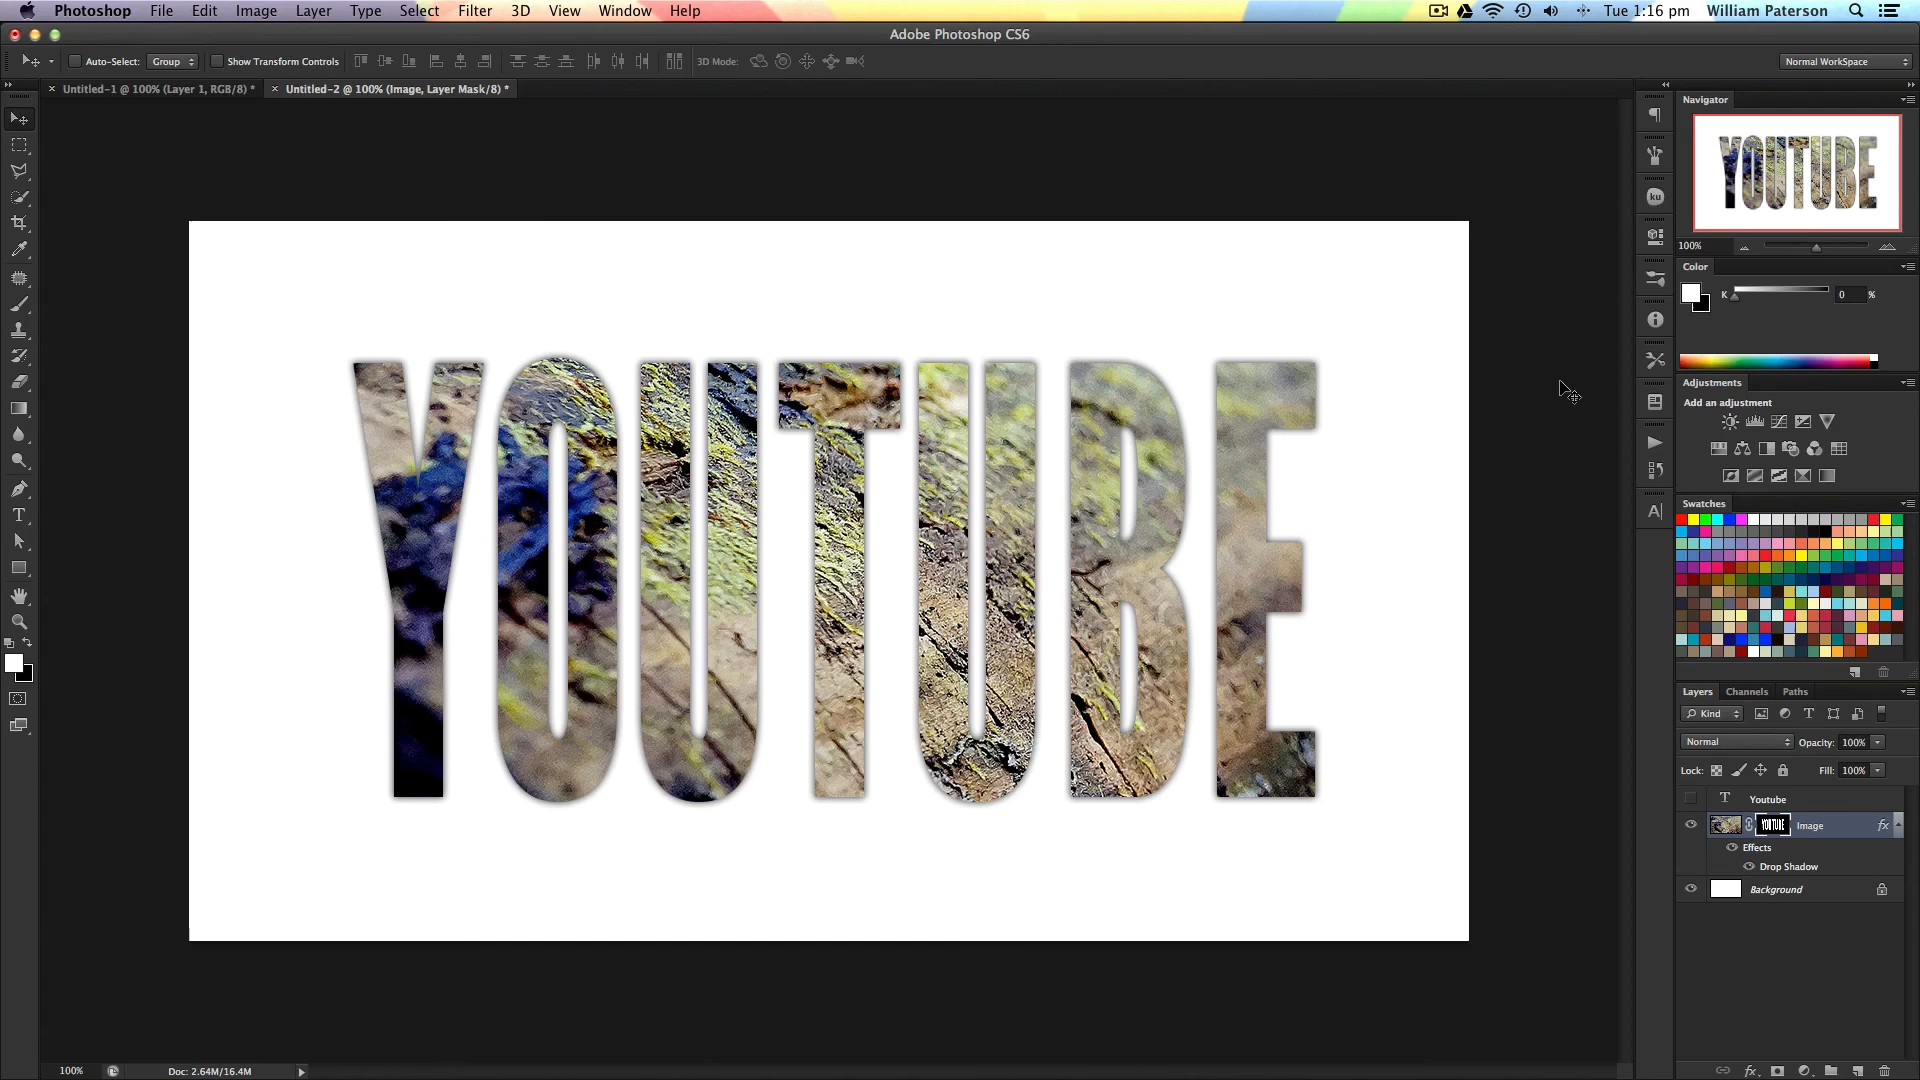 Photoshop File Edit Image Layer Type Select Filter 3D View Window Help Tue 1:16 pm William Paterson
Adobe Photoshop CS6
Auto-Select: Group Show Transform Controls 3D Mode: Normal WorkSpace
Untitled-1 @ 100% (Layer 1, RGB/8) * Untitled-2 @ 100% (Image, Layer Mask/8) *
Navigator
YOUTUBE
100%
Color
K 0 %
Adjustments
Add an adjustment
Swatches
YOUTUBE
Layers Channels Paths
Kind
Normal Opacity: 100%
Lock: Fill: 100%
T Youtube
YOUTUBE Image fx
Effects
Drop Shadow
Background
100% Doc: 2.64M/16.4M